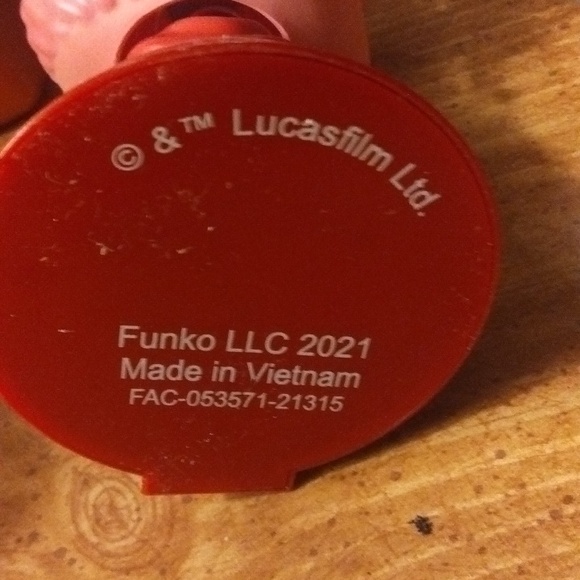 © &™ Lucasfilm Ltd.
Funko LLC 2021
Made in Vietnam
FAC-053571-21315